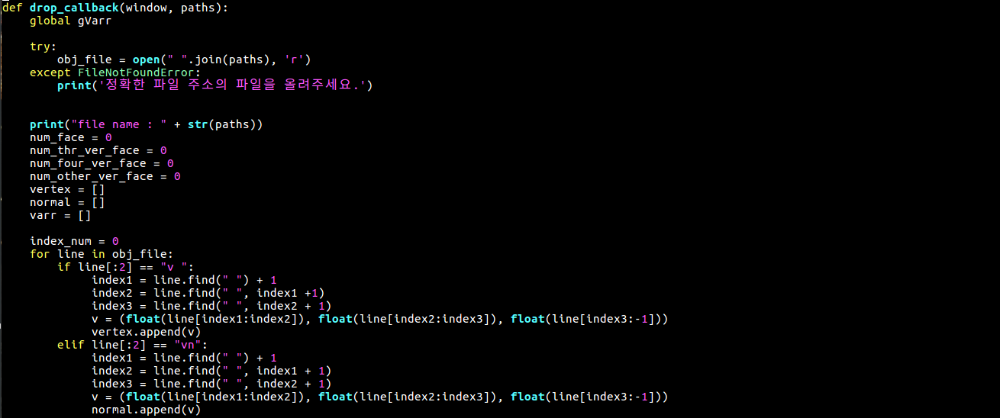 def drop_callback(window, paths):
    global gVarr

    try:
        obj_file = open(" ".join(paths), 'r')
    except FileNotFoundError:
        print('정확한 파일 주소의 파일을 올려주세요.')


    print("file name : " + str(paths))
    num_face = 0
    num_thr_ver_face = 0
    num_four_ver_face = 0
    num_other_ver_face = 0
    vertex = []
    normal = []
    varr = []

    index_num = 0
    for line in obj_file:
        if line[:2] == "v ":
             index1 = line.find(" ") + 1
             index2 = line.find(" ", index1 +1)
             index3 = line.find(" ", index2 + 1)
             v = (float(line[index1:index2]), float(line[index2:index3]), float(line[index3:-1]))
             vertex.append(v)
        elif line[:2] == "vn":
             index1 = line.find(" ") + 1
             index2 = line.find(" ", index1 + 1)
             index3 = line.find(" ", index2 + 1)
             v = (float(line[index1:index2]), float(line[index2:index3]), float(line[index3:-1]))
             normal.append(v)